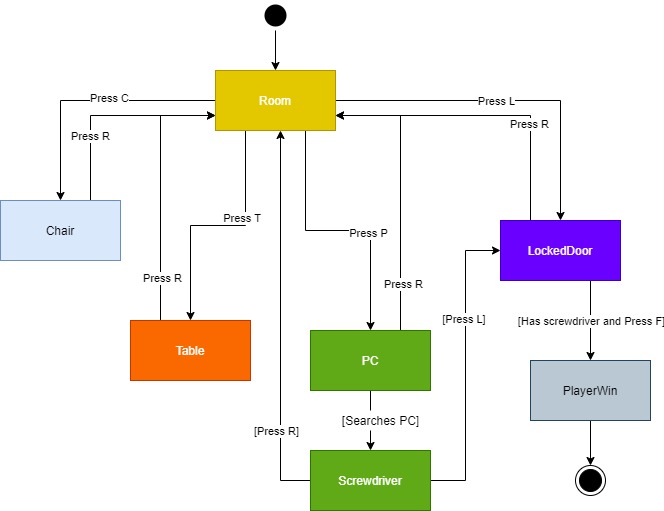 Room
Press C
Press L
Press R
Press R
Chair
Press T
Press P
LockedDoor
Press R
Press R
[Press L]
[Has screwdriver and Press F]
Table
PC
PlayerWin
[Searches PC]
[Press R]
Screwdriver